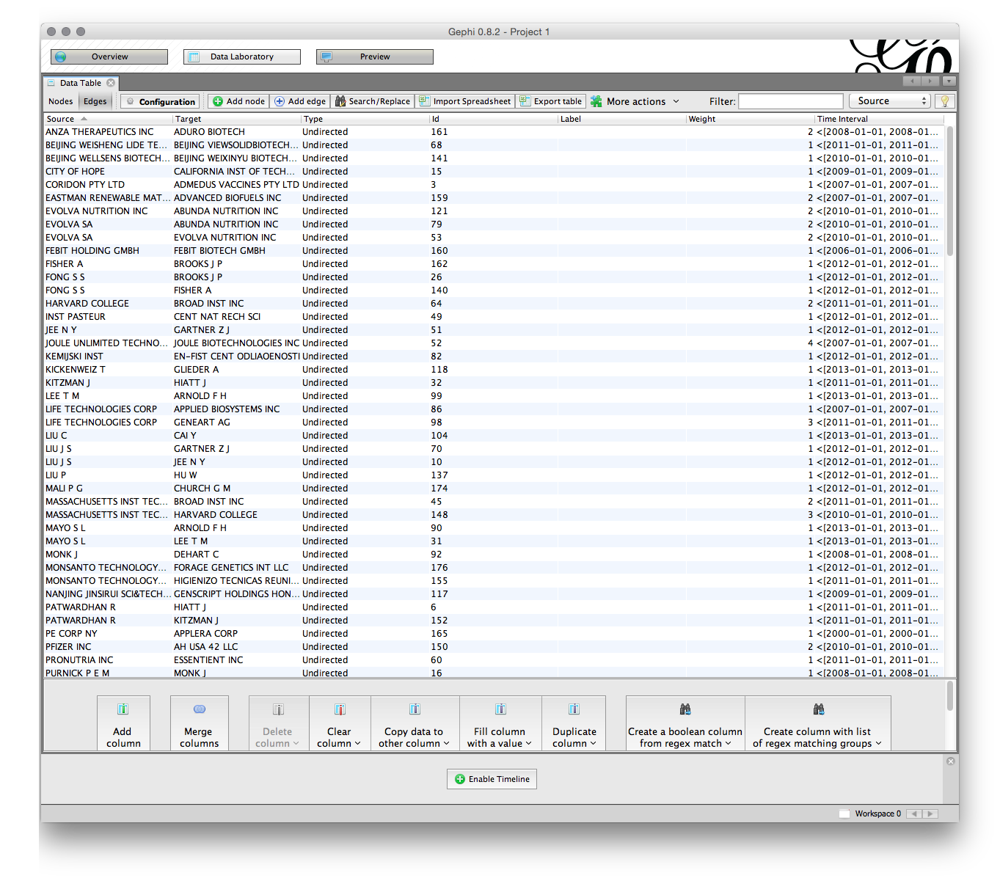 Gephi 0.8.2 - Project 1
Overview Data Laboratory Preview
Data Table
Nodes Edges Configuration Add node Add edge Search/Replace Import Spreadsheet Export table More actions Filter: Source
Source Target Type Id Label Weight Time Interval
ANZA THERAPEUTICS INC ADURO BIOTECH Undirected 161 2 <[2008-01-01, 2008-01...
BEIJING WEISHENG LIDE TE... BEIJING VIEWSOLIDBIOTECH... Undirected 68 1 <[2011-01-01, 2011-01...
BEIJING WELLSENS BIOTECH... BEIJING WEIXINYU BIOTECH... Undirected 141 1 <[2010-01-01, 2010-01...
CITY OF HOPE CALIFORNIA INST OF TECH... Undirected 15 1 <[2009-01-01, 2009-01...
CORIDON PTY LTD ADMEDUS VACCINES PTY LTD Undirected 3 1 <[2007-01-01, 2007-01...
EASTMAN RENEWABLE MAT... ADVANCED BIOFUELS INC Undirected 159 2 <[2007-01-01, 2007-01...
EVOLVA NUTRITION INC ABUNDA NUTRITION INC Undirected 121 2 <[2010-01-01, 2010-01...
EVOLVA SA ABUNDA NUTRITION INC Undirected 79 2 <[2010-01-01, 2010-01...
EVOLVA SA EVOLVA NUTRITION INC Undirected 53 2 <[2010-01-01, 2010-01...
FEBIT HOLDING GMBH FEBIT BIOTECH GMBH Undirected 160 1 <[2006-01-01, 2006-01...
FISHER A BROOKS J P Undirected 162 1 <[2012-01-01, 2012-01...
FONG S S BROOKS J P Undirected 26 1 <[2012-01-01, 2012-01...
FONG S S FISHER A Undirected 140 1 <[2012-01-01, 2012-01...
HARVARD COLLEGE BROAD INST INC Undirected 64 2 <[2011-01-01, 2011-01...
INST PASTEUR CENT NAT RECH SCI Undirected 49 1 <[2012-01-01, 2012-01...
JEE N Y GARTNER Z J Undirected 51 1 <[2012-01-01, 2012-01...
JOULE UNLIMITED TECHNO... JOULE BIOTECHNOLOGIES INC Undirected 52 4 <[2007-01-01, 2007-01...
KEMIJSKI INST EN-FIST CENT ODLIAOENOSTI Undirected 82 1 <[2012-01-01, 2012-01...
KICKENWEIZ T GLIEDER A Undirected 118 1 <[2013-01-01, 2013-01...
KITZMAN J HIATT J Undirected 32 1 <[2011-01-01, 2011-01...
LEE T M ARNOLD F H Undirected 99 1 <[2013-01-01, 2013-01...
LIFE TECHNOLOGIES CORP APPLIED BIOSYSTEMS INC Undirected 86 1 <[2007-01-01, 2007-01...
LIFE TECHNOLOGIES CORP GENEART AG Undirected 98 3 <[2011-01-01, 2011-01...
LIU C CAI Y Undirected 104 1 <[2013-01-01, 2013-01...
LIU J S GARTNER Z J Undirected 70 1 <[2012-01-01, 2012-01...
LIU J S JEE N Y Undirected 10 1 <[2012-01-01, 2012-01...
LIU P HU W Undirected 137 1 <[2012-01-01, 2012-01...
MALI P G CHURCH G M Undirected 174 1 <[2012-01-01, 2012-01...
MASSACHUSETTS INST TEC... BROAD INST INC Undirected 45 2 <[2011-01-01, 2011-01...
MASSACHUSETTS INST TEC... HARVARD COLLEGE Undirected 148 3 <[2010-01-01, 2010-01...
MAYO S L ARNOLD F H Undirected 90 1 <[2013-01-01, 2013-01...
MAYO S L LEE T M Undirected 31 1 <[2013-01-01, 2013-01...
MONK J DEHART C Undirected 92 1 <[2008-01-01, 2008-01...
MONSANTO TECHNOLOGY... FORAGE GENETICS INT LLC Undirected 176 1 <[2012-01-01, 2012-01...
MONSANTO TECHNOLOGY... HIGIENIZO TECNICAS REUNI... Undirected 155 1 <[2011-01-01, 2011-01...
NANJING JINSIRUI SCI&TECH... GENSCRIPT HOLDINGS HON... Undirected 117 1 <[2009-01-01, 2009-01...
PATWARDHAN R HIATT J Undirected 6 1 <[2011-01-01, 2011-01...
PATWARDHAN R KITZMAN J Undirected 152 1 <[2011-01-01, 2011-01...
PE CORP NY APPLERA CORP Undirected 165 1 <[2000-01-01, 2000-01...
PFIZER INC AH USA 42 LLC Undirected 150 2 <[2010-01-01, 2010-01...
PRONUTRIA INC ESSENTIENT INC Undirected 60 1 <[2011-01-01, 2011-01...
PURNICK P E M MONK J Undirected 16 1 <[2008-01-01, 2008-01...
Add Merge Delete Clear Copy data to Fill column Duplicate Create a boolean column Create column with list
column columns column column other column with a value column from regex match of regex matching groups
Enable Timeline
Workspace 0